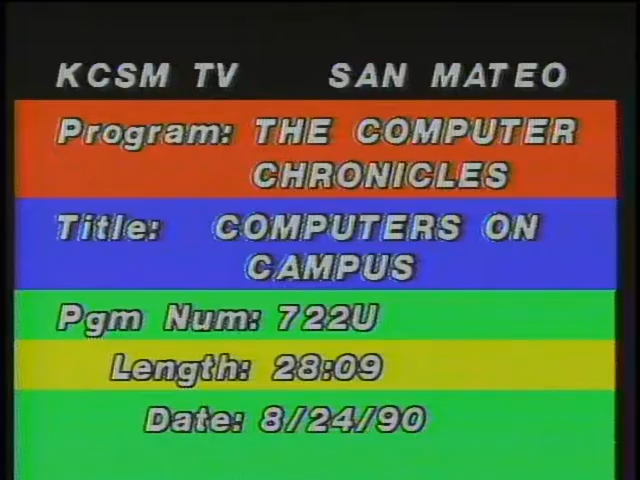 KCSM TV SAN MATEO
Program: THE COMPUTER
CHRONICLES
Title: COMPUTERS ON
CAMPUS
Pgm Num: 722U
Length: 28:09
Date: 8/24/90